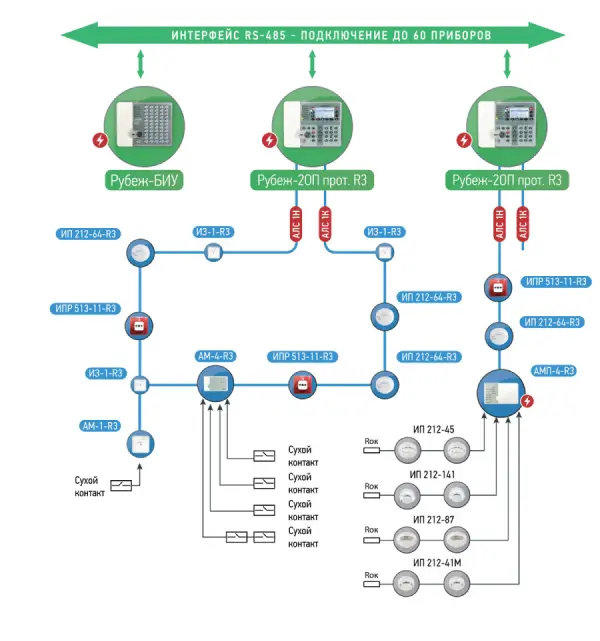 ИНТЕРФЕЙС RS-485 - ПОДКЛЮЧЕНИЕ ДО 60 ПРИБОРОВ
Рубеж-БИУ
Рубеж-2ОП прот. R3
Рубеж-2ОП прот. R3
АЛС 1Н
АЛС 1К
АЛС 1Н
АЛС 1К
ИП 212-64-R3
ИЗ-1-R3
ИЗ-1-R3
ИПР 513-11-R3
ИПР 513-11-R3
ИП 212-64-R3
ИП 212-64-R3
ИЗ-1-R3
АМ-4-R3
ИПР 513-11-R3
ИП 212-64-R3
АМП-4-R3
АМ-1-R3
Сухой
контакт
Сухой
контакт
Сухой
контакт
Сухой
контакт
Сухой
контакт
ИП 212-45
Rок
ИП 212-141
Rок
ИП 212-87
Rок
ИП 212-41М
Rок